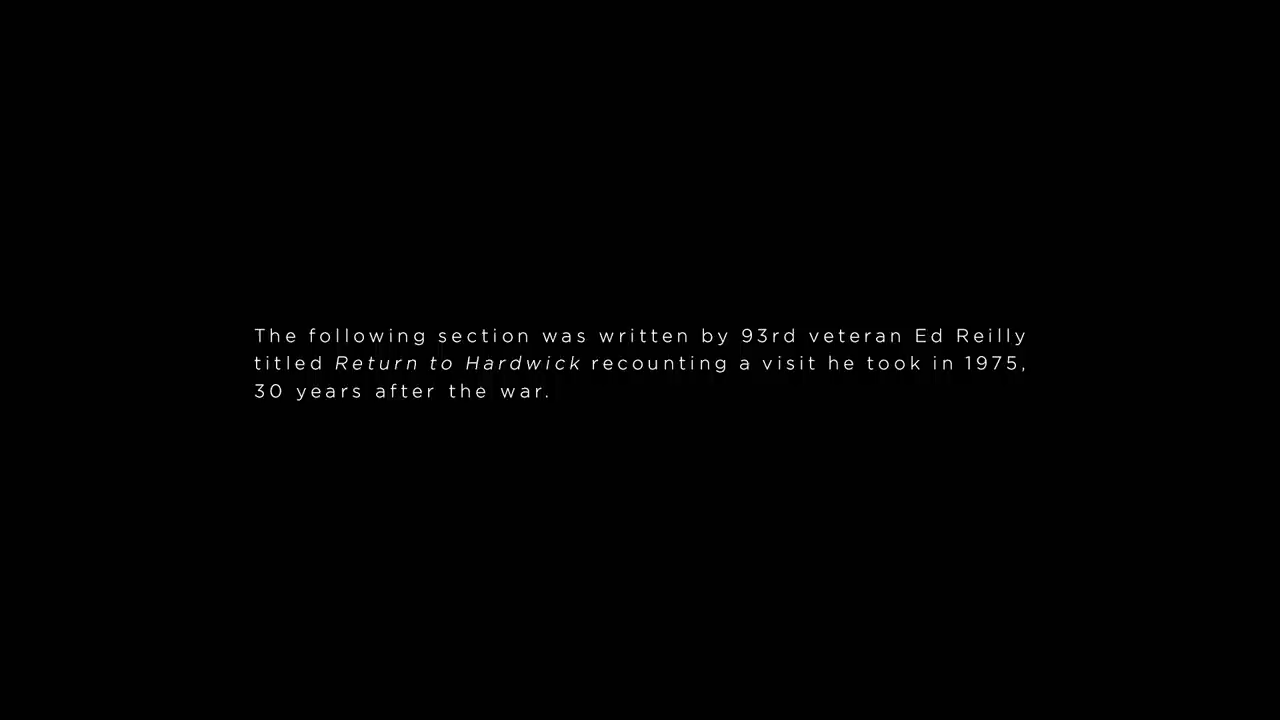 The following section was written by 93rd veteran Ed Reilly
titled Return to Hardwick recounting a visit he took in 1975,
30 years after the war.